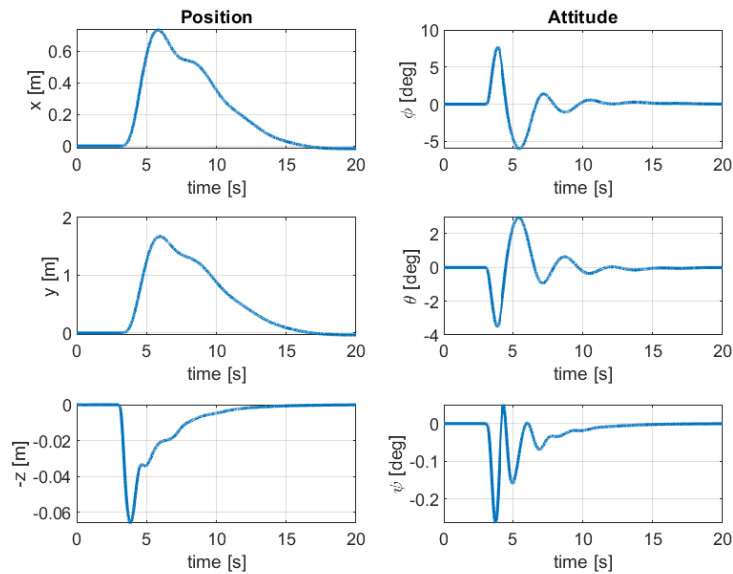 Position
0.6
0.4
0.2
0
x [m]
0 5 10 15 20
time [s]
Attitude
10
5
0
-5
ϕ [deg]
0 5 10 15 20
time [s]
2
1
0
y [m]
0 5 10 15 20
time [s]
2
0
-2
-4
θ [deg]
0 5 10 15 20
time [s]
0
-0.02
-0.04
-0.06
-z [m]
0 5 10 15 20
time [s]
0
-0.1
-0.2
ψ [deg]
0 5 10 15 20
time [s]